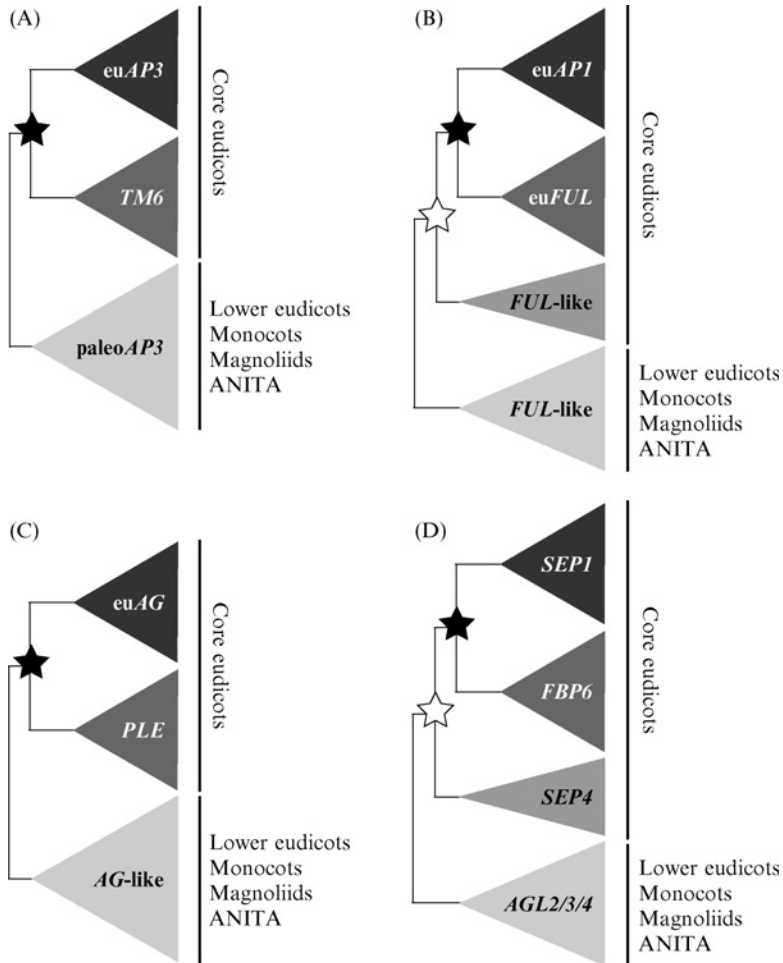 (A)
euAP3
TM6
paleoAP3
Core eudicots
Lower eudicots
Monocots
Magnoliids
ANITA
(B)
euAP1
euFUL
FUL-like
FUL-like
Core eudicots
Lower eudicots
Monocots
Magnoliids
ANITA
(C)
euAG
PLE
AG-like
Core eudicots
Lower eudicots
Monocots
Magnoliids
ANITA
(D)
SEP1
FBP6
SEP4
AGL2/3/4
Core eudicots
Lower eudicots
Monocots
Magnoliids
ANITA